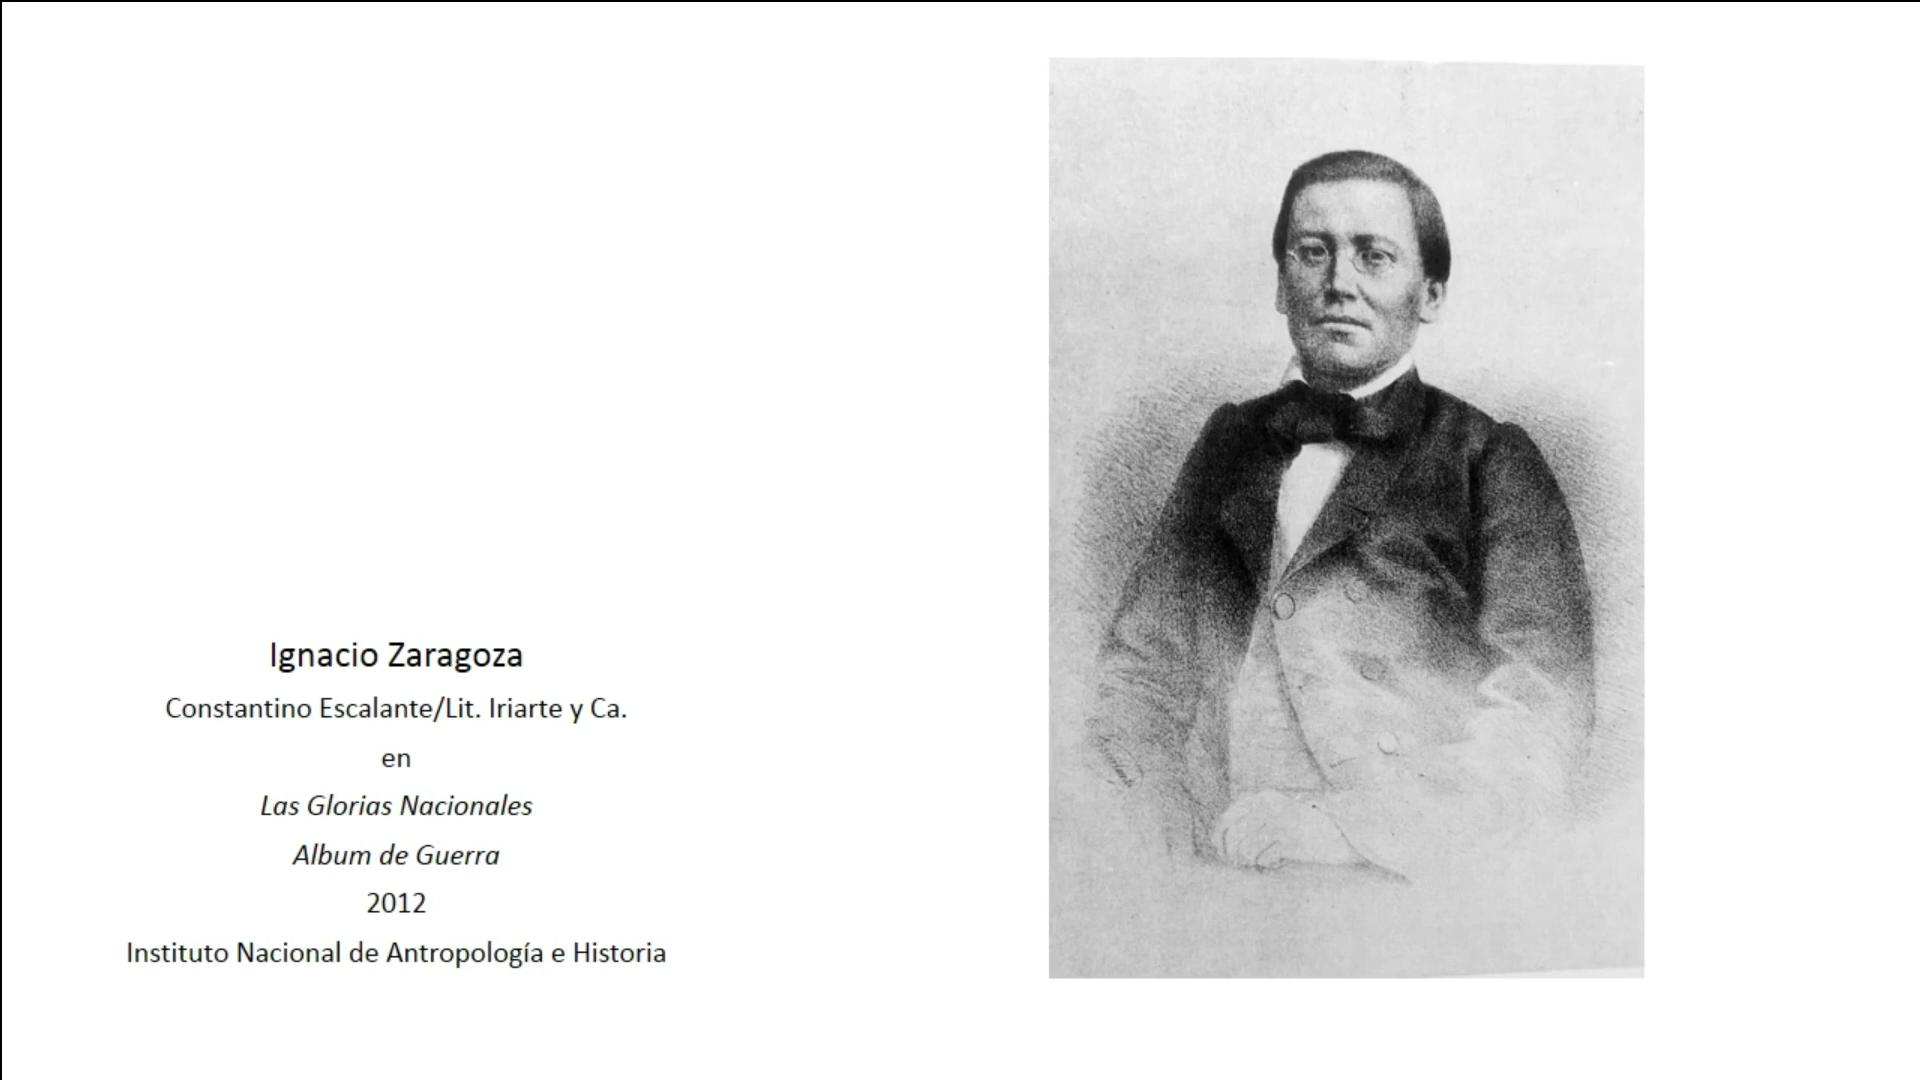 Ignacio Zaragoza
Constantino Escalante/Lit. Iriarte y Ca.
en
Las Glorias Nacionales
Album de Guerra
2012
Instituto Nacional de Antropología e Historia